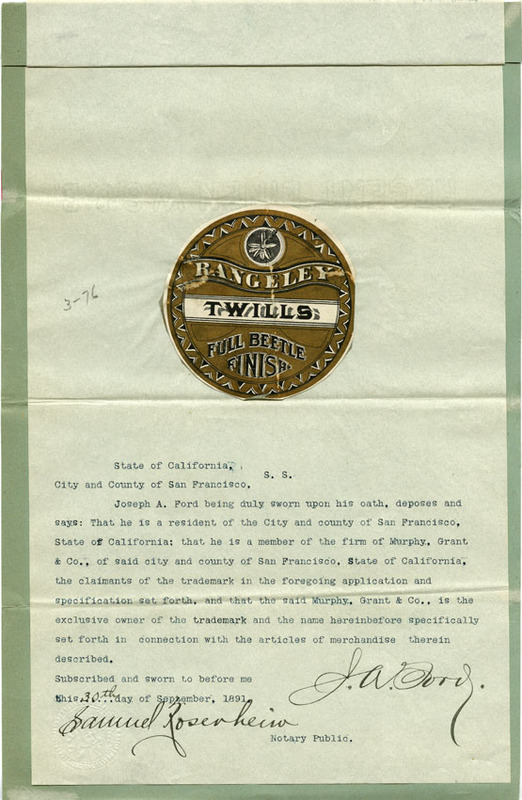 RANGELEY
TWILLS
FULL BEETLE
FINISH.
3-76
State of California,
S. S.
City and County of San Francisco,
Joseph A. Ford being duly sworn upon his oath, deposes and
says: That he is a resident of the City and county of San Francisco,
State of California; that he is a member of the firm of Murphy, Grant
& Co., of said city and county of San Francisco, State of California,
the claimants of the trademark in the foregoing application and
specification set forth, and that the said Murphy, Grant & Co., is the
exclusive owner of the trademark and the name hereinbefore specifically
set forth in connection with the articles of merchandise therein
described.
Subscribed and sworn to before me
this 30th day of September, 1891
J. A. Ford.
Samuel Rosenheim
Notary Public.